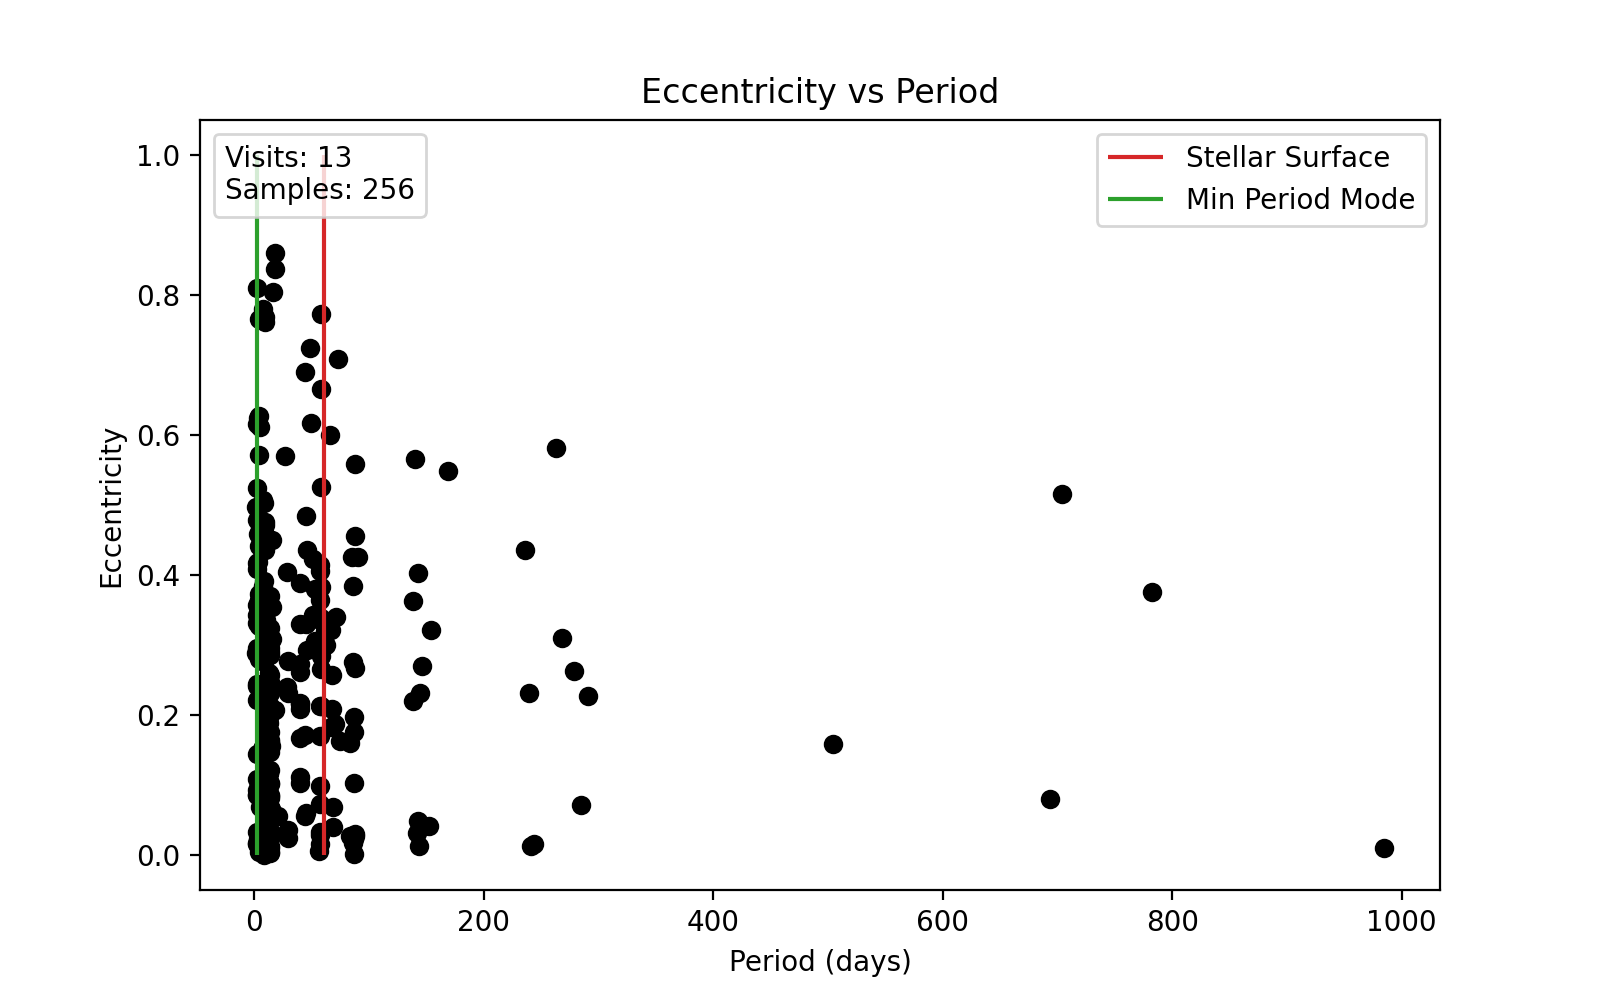 Eccentricity vs Period
Visits: 13
Samples: 256
Stellar Surface
Min Period Mode
1.0
0.8
0.6
0.4
0.2
0.0
Eccentricity
0 200 400 600 800 1000
Period (days)